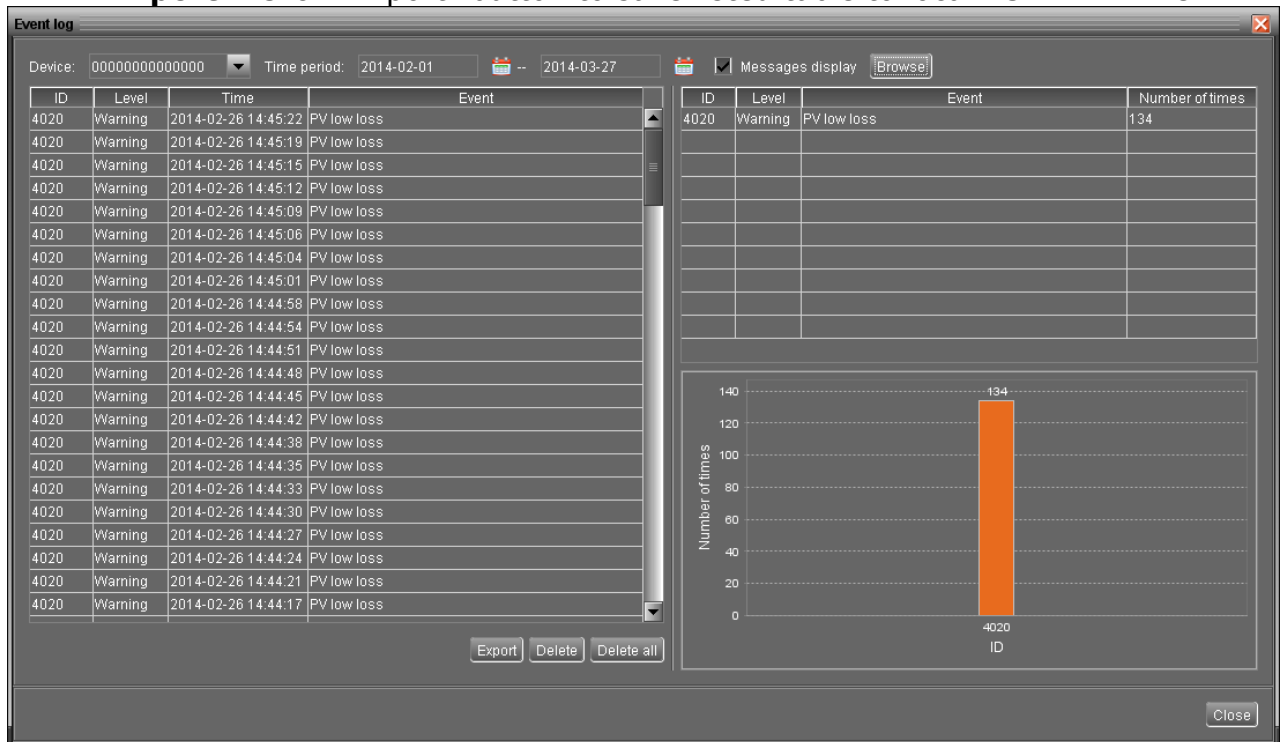 Event log
Device: 00000000000000 Time period: 2014-02-01 -- 2014-03-27 Messages display Browse
ID Level Time Event
4020 Warning 2014-02-26 14:45:22 PV low loss
4020 Warning 2014-02-26 14:45:19 PV low loss
4020 Warning 2014-02-26 14:45:15 PV low loss
4020 Warning 2014-02-26 14:45:12 PV low loss
4020 Warning 2014-02-26 14:45:09 PV low loss
4020 Warning 2014-02-26 14:45:06 PV low loss
4020 Warning 2014-02-26 14:45:04 PV low loss
4020 Warning 2014-02-26 14:45:01 PV low loss
4020 Warning 2014-02-26 14:44:58 PV low loss
4020 Warning 2014-02-26 14:44:54 PV low loss
4020 Warning 2014-02-26 14:44:51 PV low loss
4020 Warning 2014-02-26 14:44:48 PV low loss
4020 Warning 2014-02-26 14:44:45 PV low loss
4020 Warning 2014-02-26 14:44:42 PV low loss
4020 Warning 2014-02-26 14:44:38 PV low loss
4020 Warning 2014-02-26 14:44:35 PV low loss
4020 Warning 2014-02-26 14:44:33 PV low loss
4020 Warning 2014-02-26 14:44:30 PV low loss
4020 Warning 2014-02-26 14:44:27 PV low loss
4020 Warning 2014-02-26 14:44:24 PV low loss
4020 Warning 2014-02-26 14:44:21 PV low loss
4020 Warning 2014-02-26 14:44:17 PV low loss
Export Delete Delete all
ID Level Event Number of times
4020 Warning PV low loss 134
Number of times
140
120
100
80
60
40
20
0
134
4020
ID
Close